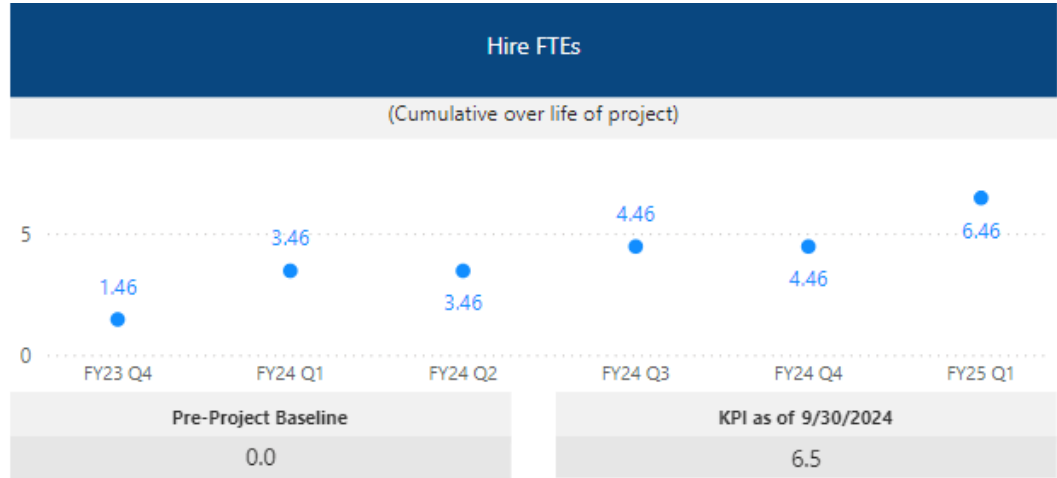 Hire FTEs
(Cumulative over life of project)
4.46
5
3.46
6.46
1.46
3.46
4.46
0
FY23 Q4 FY24 Q1 FY24 Q2 FY24 Q3 FY24 Q4 FY25 Q1
Pre-Project Baseline KPI as of 9/30/2024
0.0 6.5